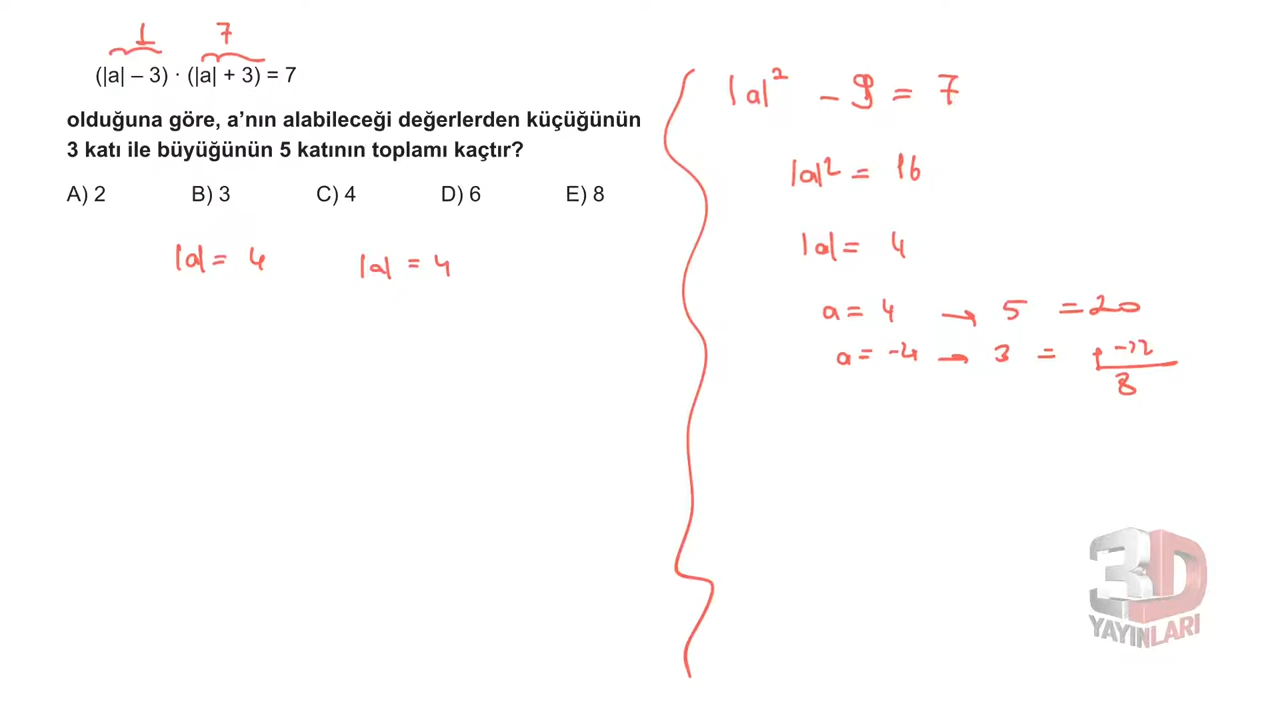 1 7
(|a| – 3) · (|a| + 3) = 7
olduğuna göre, a’nın alabileceği değerlerden küçüğünün
3 katı ile büyüğünün 5 katının toplamı kaçtır?
A) 2 B) 3 C) 4 D) 6 E) 8
|a| = 4 |a| = 4
|a|² – 9 = 7
|a|² = 16
|a| = 4
a = 4 → 5 = 20
a = -4 → 3 = + -12
8
3D
YAYINLARI